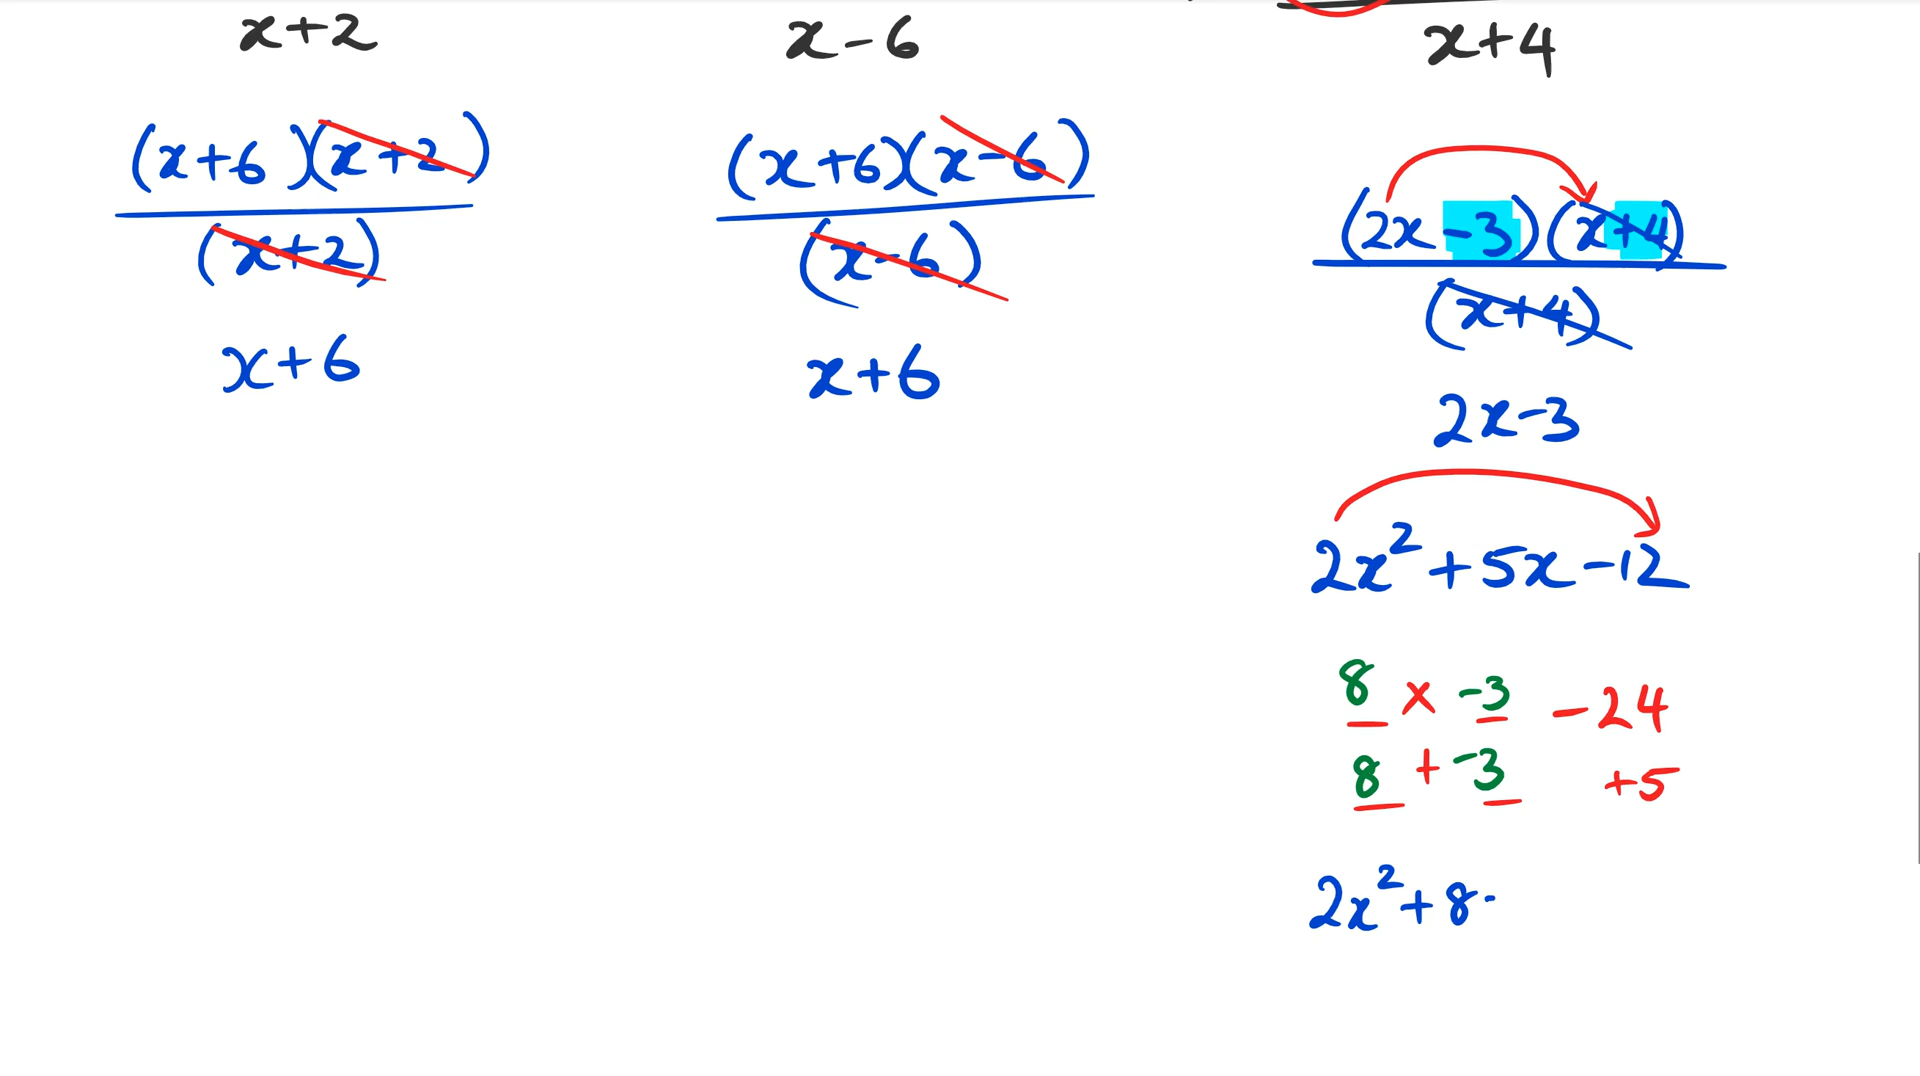 x+2
(x+6)(x+2)
(x+2)
x+6
x-6
(x+6)(x-6)
(x-6)
x+6
x+4
(2x-3)(x+4)
(x+4)
2x-3
2x²+5x-12
8 × -3 -24
8 + -3 +5
2x²+8-